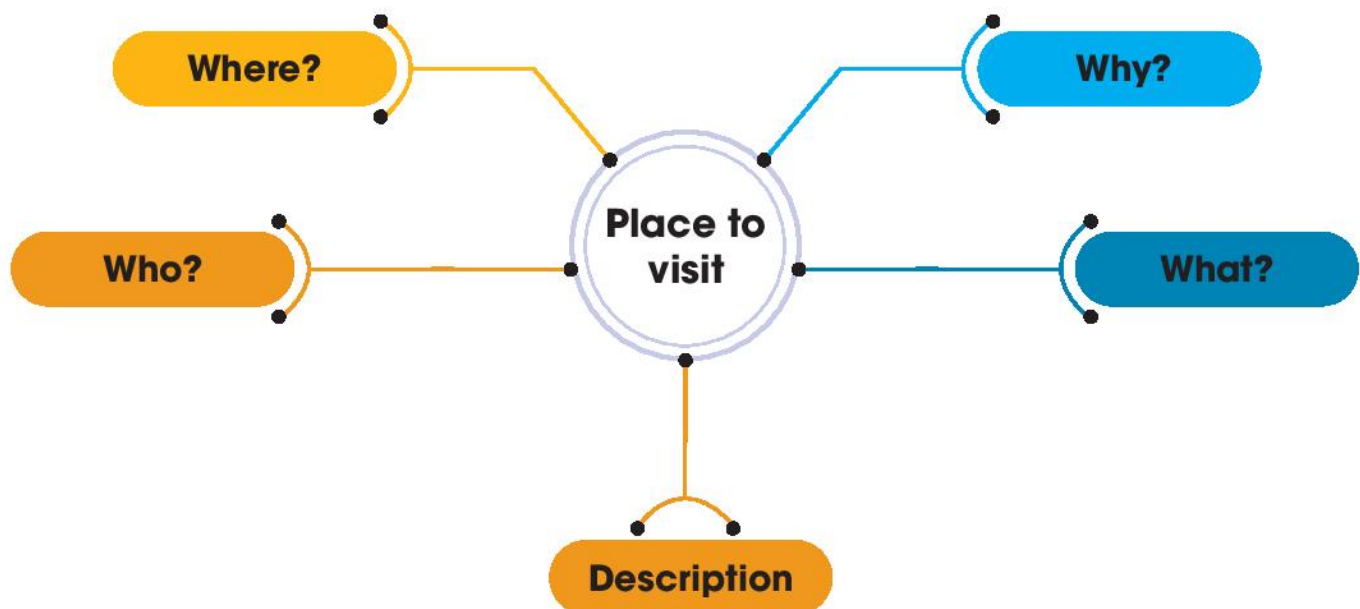 Where?
Why?
Place to
visit
Who?
What?
Description